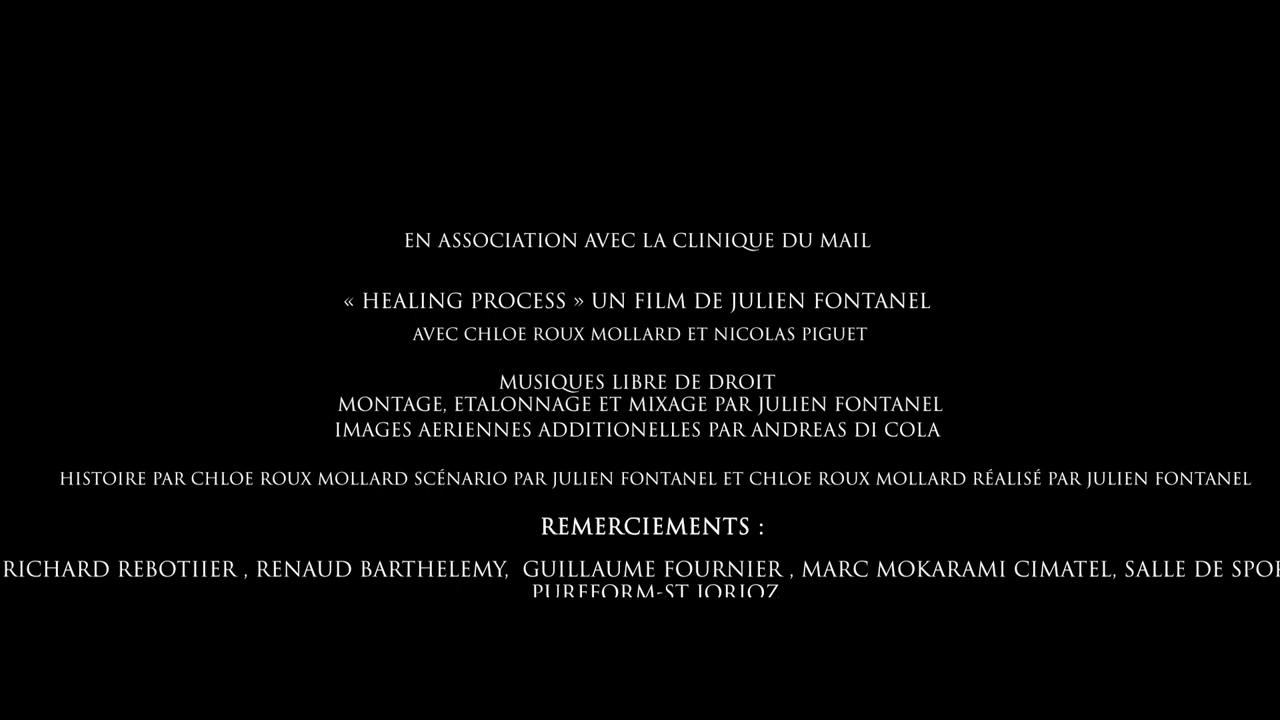 EN ASSOCIATION AVEC LA CLINIQUE DU MAIL
« HEALING PROCESS » UN FILM DE JULIEN FONTANEL
AVEC CHLOE ROUX MOLLARD ET NICOLAS PIGUET
MUSIQUES LIBRE DE DROIT
MONTAGE, ETALONNAGE ET MIXAGE PAR JULIEN FONTANEL
IMAGES AERIENNES ADDITIONELLES PAR ANDREAS DI COLA
HISTOIRE PAR CHLOE ROUX MOLLARD SCÉNARIO PAR JULIEN FONTANEL ET CHLOE ROUX MOLLARD RÉALISÉ PAR JULIEN FONTANEL
REMERCIEMENTS :
RICHARD REBOTIIER , RENAUD BARTHELEMY, GUILLAUME FOURNIER , MARC MOKARAMI CIMATEL, SALLE DE
PUREFORM-ST JORIOZ